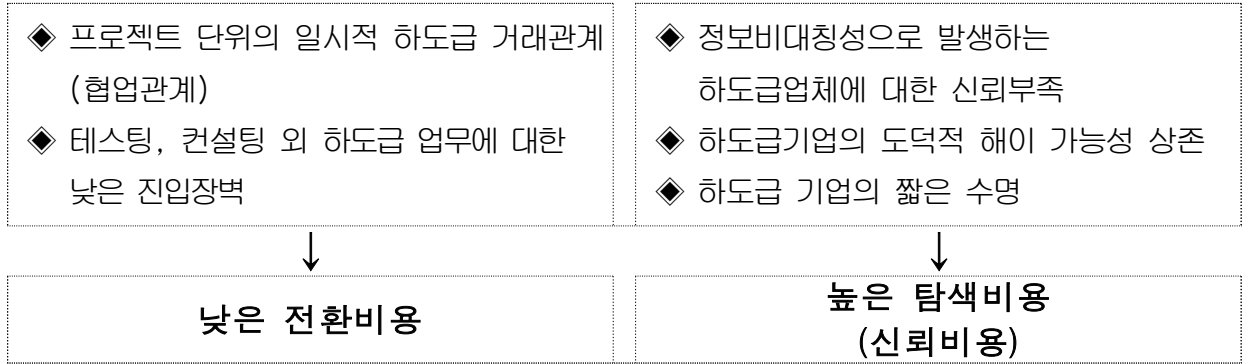 ◈ 프로젝트 단위의 일시적 하도급 거래관계
(협업관계)
◈ 테스팅, 컨설팅 외 하도급 업무에 대한
낮은 진입장벽
◈ 정보비대칭성으로 발생하는
하도급업체에 대한 신뢰부족
◈ 하도급기업의 도덕적 해이 가능성 상존
◈ 하도급 기업의 짧은 수명
↓
↓
낮은 전환비용
높은 탐색비용
(신뢰비용)